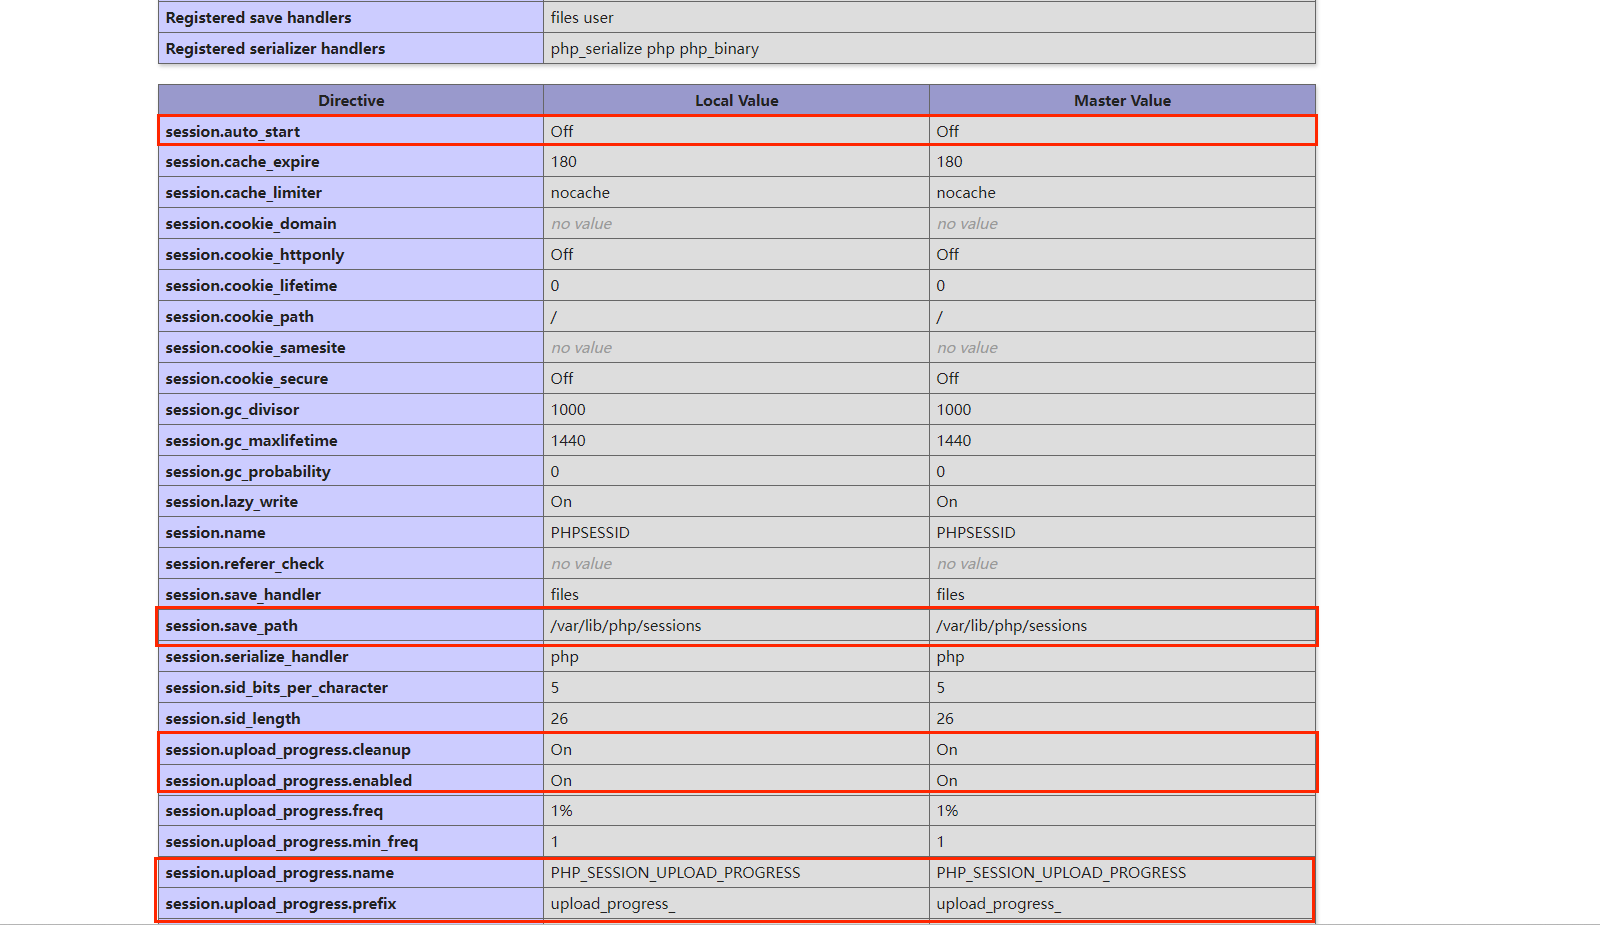 Registered save handlers files user
Registered serializer handlers php_serialize php php_binary
Directive Local Value Master Value
session.auto_start Off Off
session.cache_expire 180 180
session.cache_limiter nocache nocache
session.cookie_domain no value no value
session.cookie_httponly Off Off
session.cookie_lifetime 0 0
session.cookie_path / /
session.cookie_samesite no value no value
session.cookie_secure Off Off
session.gc_divisor 1000 1000
session.gc_maxlifetime 1440 1440
session.gc_probability 0 0
session.lazy_write On On
session.name PHPSESSID PHPSESSID
session.referer_check no value no value
session.save_handler files files
session.save_path /var/lib/php/sessions /var/lib/php/sessions
session.serialize_handler php php
session.sid_bits_per_character 5 5
session.sid_length 26 26
session.upload_progress.cleanup On On
session.upload_progress.enabled On On
session.upload_progress.freq 1% 1%
session.upload_progress.min_freq 1 1
session.upload_progress.name PHP_SESSION_UPLOAD_PROGRESS PHP_SESSION_UPLOAD_PROGRESS
session.upload_progress.prefix upload_progress_ upload_progress_